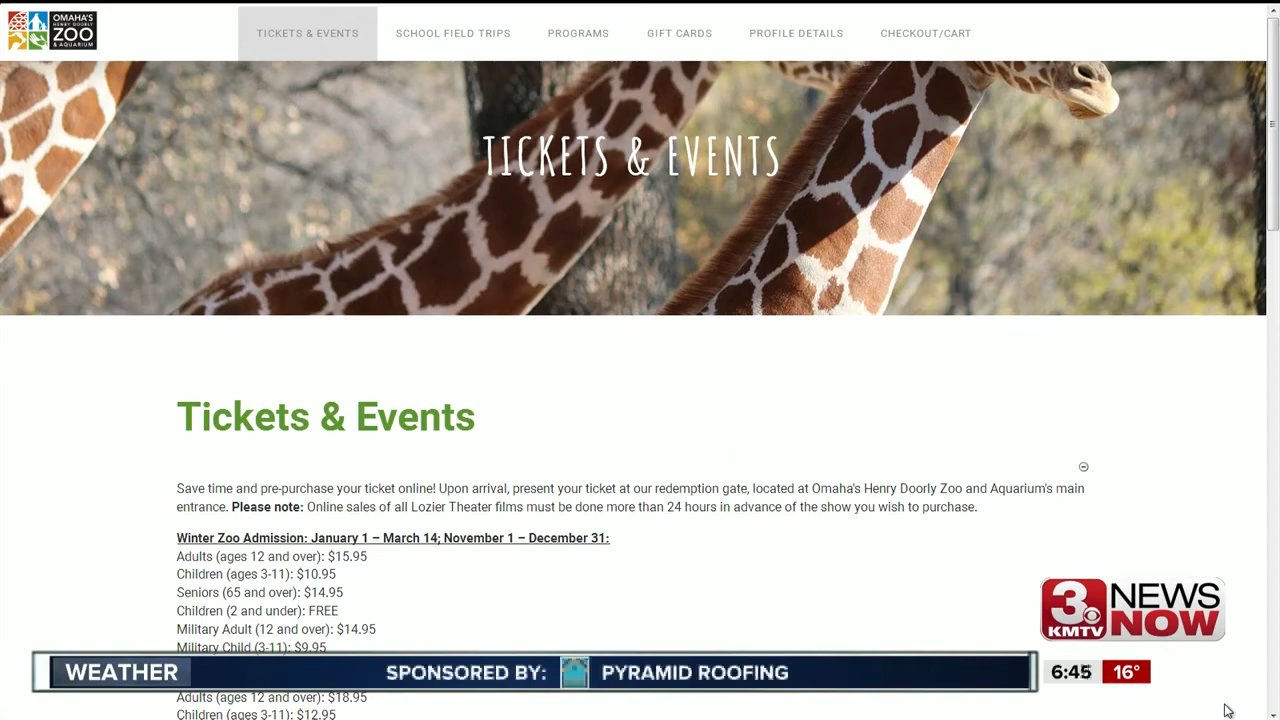 OMAHA'S
HENRY DOORLY
ZOO
& AQUARIUM
TICKETS & EVENTS
SCHOOL FIELD TRIPS
PROGRAMS
GIFT CARDS
PROFILE DETAILS
CHECKOUT/CART
TICKETS & EVENTS
Tickets & Events
Save time and pre-purchase your ticket online! Upon arrival, present your ticket at our redemption gate, located at Omaha's Henry Doorly Zoo and Aquarium's main
entrance. Please note: Online sales of all Lozier Theater films must be done more than 24 hours in advance of the show you wish to purchase.
Winter Zoo Admission: January 1 – March 14; November 1 – December 31:
Adults (ages 12 and over): $15.95
Children (ages 3-11): $10.95
Seniors (65 and over): $14.95
Children (2 and under): FREE
Military Adult (12 and over): $14.95
Military Child (3-11): $9.95
3 NEWS
KMTV NOW
WEATHER
SPONSORED BY: PYRAMID ROOFING
6:45 16°
Adults (ages 12 and over): $18.95
Children (ages 3-11): $12.95